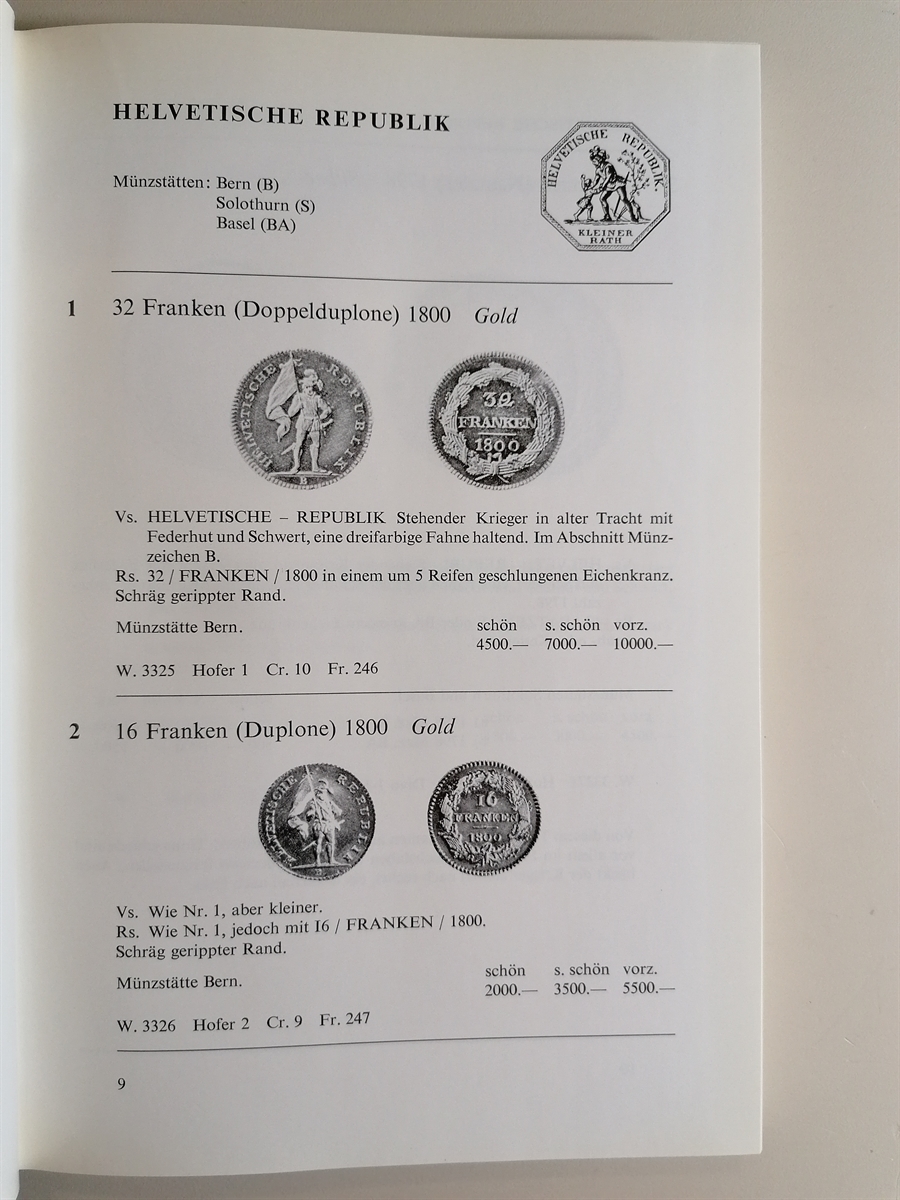 HELVETISCHE REPUBLIK
Münzstätten: Bern (B)
Solothurn (S)
Basel (BA)
HELVETISCHE REPUBLIK.
KLEINER
RATH
1 32 Franken (Doppelduplone) 1800 Gold
HELVETISCHE REPUBLIK
B
32
FRANKEN
1800
Vs. HELVETISCHE – REPUBLIK Stehender Krieger in alter Tracht mit
Federhut und Schwert, eine dreifarbige Fahne haltend. Im Abschnitt Münz-
zeichen B.
Rs. 32 / FRANKEN / 1800 in einem um 5 Reifen geschlungenen Eichenkranz.
Schräg gerippter Rand.
Münzstätte Bern.
schön s. schön vorz.
4500.— 7000.— 10000.—
W. 3325 Hofer 1 Cr. 10 Fr. 246
2 16 Franken (Duplone) 1800 Gold
HELVETISCHE REPUBLIK
B
16
FRANKEN
1800
Vs. Wie Nr. 1, aber kleiner.
Rs. Wie Nr. 1, jedoch mit I6 / FRANKEN / 1800.
Schräg gerippter Rand.
Münzstätte Bern.
schön s. schön vorz.
2000.— 3500.— 5500.—
W. 3326 Hofer 2 Cr. 9 Fr. 247
9